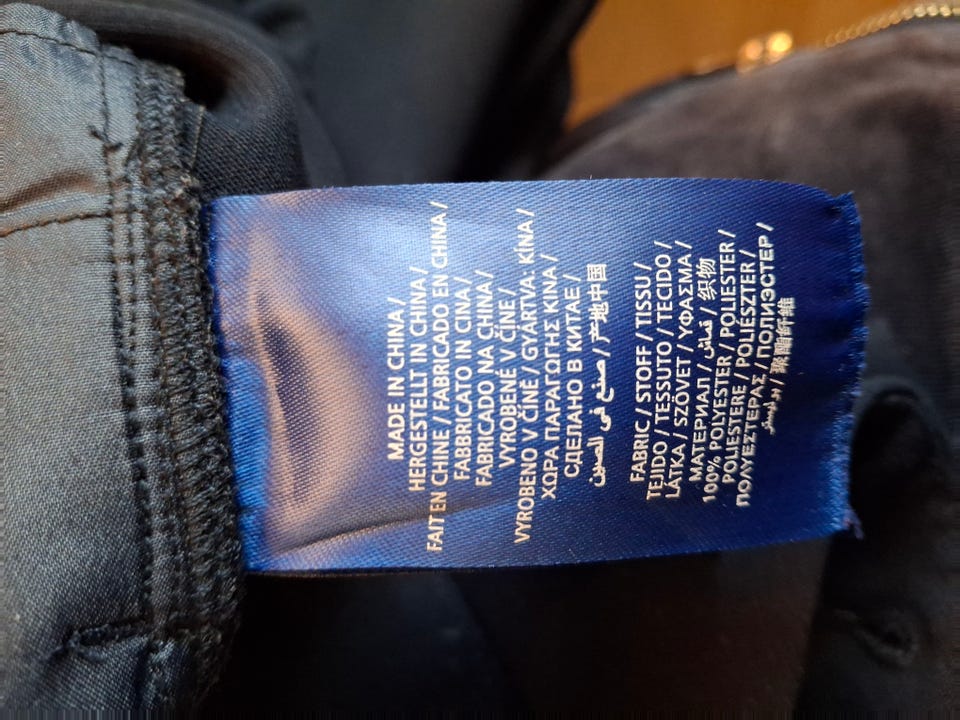 MADE IN CHINA /
HERGESTELLT IN CHINA /
FAIT EN CHINE / FABRICADO EN CHINA /
FABBRICATO IN CINA /
FABRICADO NA CHINA /
VYROBENÉ V ČÍNE /
VYROBENO V ČÍNĚ / GYÁRTVA: KÍNA /
ΧΩΡΑ ΠΑΡΑΓΩΓΗΣ ΚΙΝΑ /
СДЕЛАНО В КИТАЕ /
صنع في الصين / 产地中国
FABRIC / STOFF / TISSU /
TEJIDO / TESSUTO / TECIDO /
LÁTKA / SZÖVET / ΥΦΑΣΜΑ /
МАТЕРИАЛ / قماش / 织物
100% POLYESTER / POLIESTER /
POLIESTERE / POLIÉSZTER /
ΠΟΛΥΕΣΤΕΡΑΣ / ПОЛИЭСТЕР /
بوليستر / 聚酯纤维